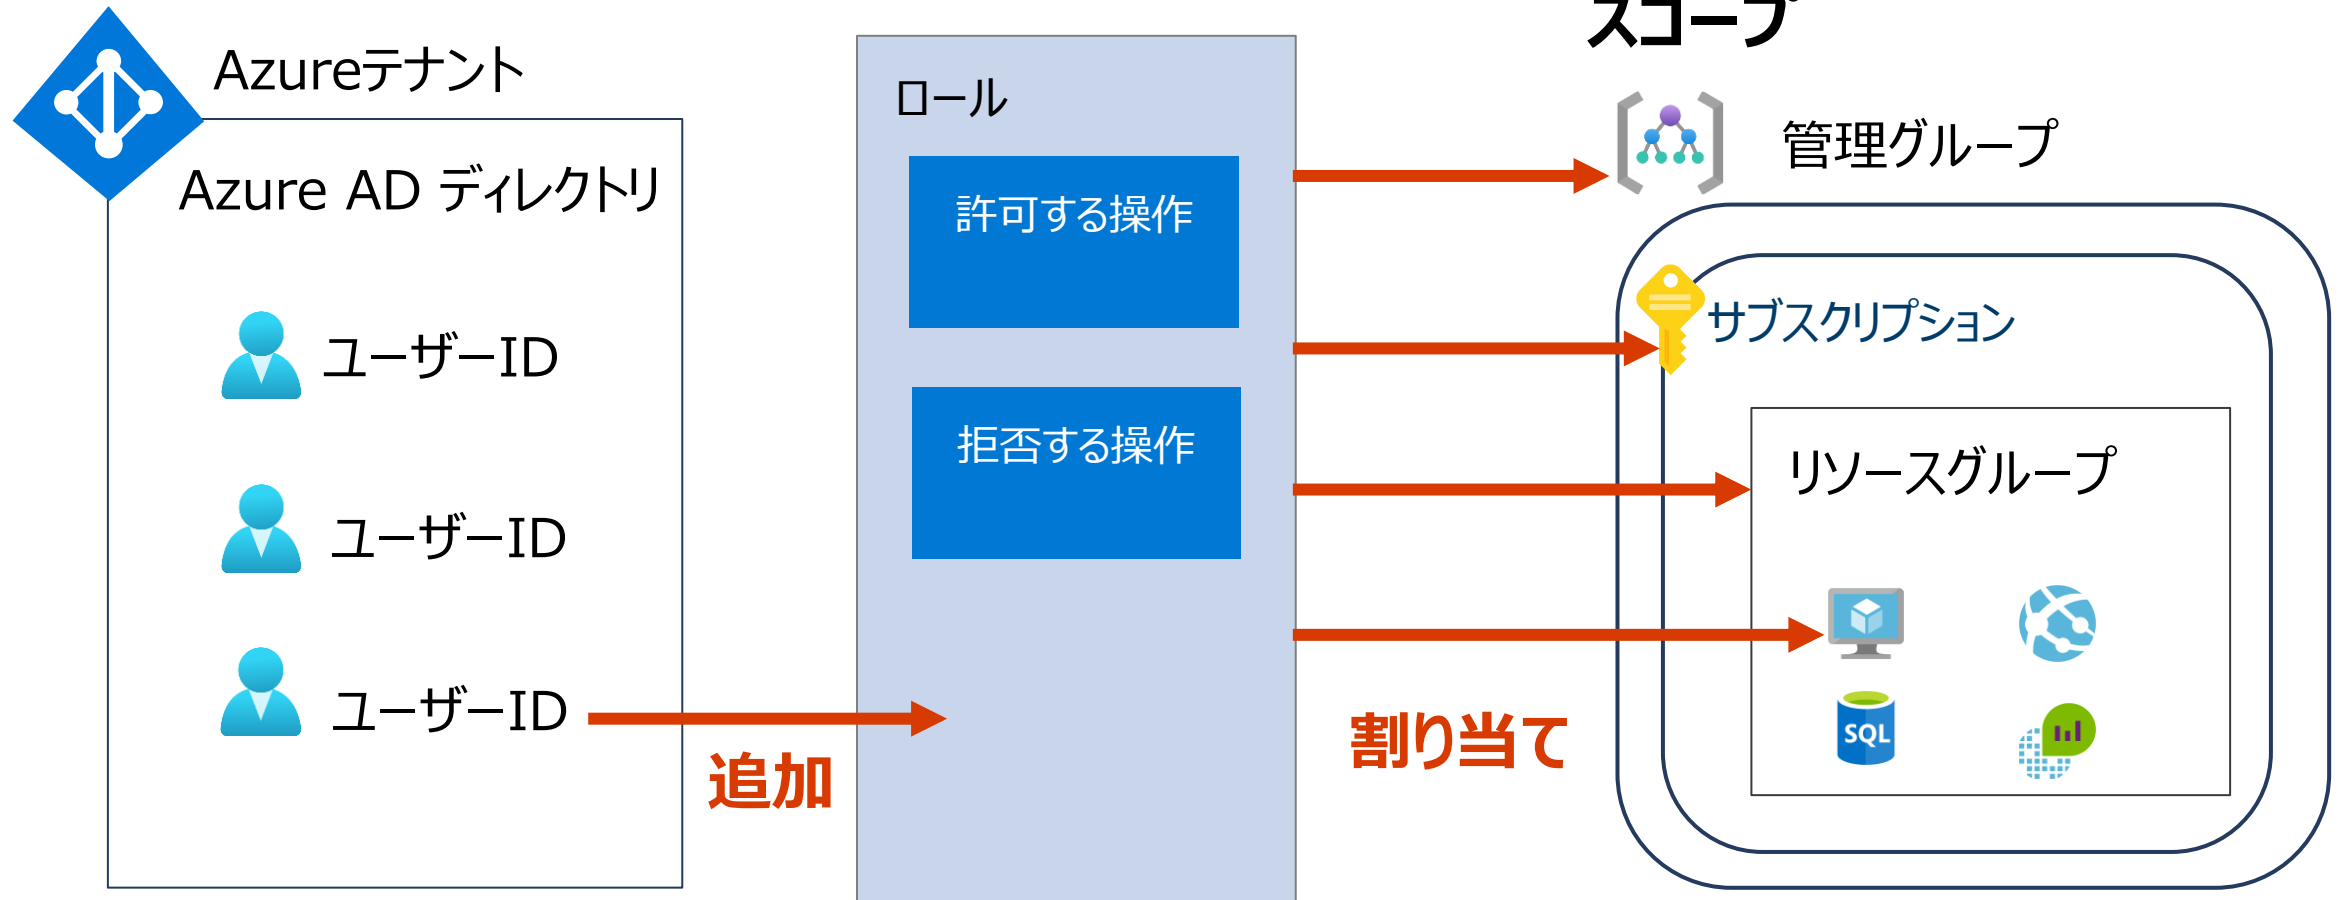 Azureテナント
Azure AD ディレクトリ
ユーザーID
ユーザーID
ユーザーID
追加
ロール
許可する操作
拒否する操作
割り当て
スコープ
管理グループ
サブスクリプション
リソースグループ
SQL